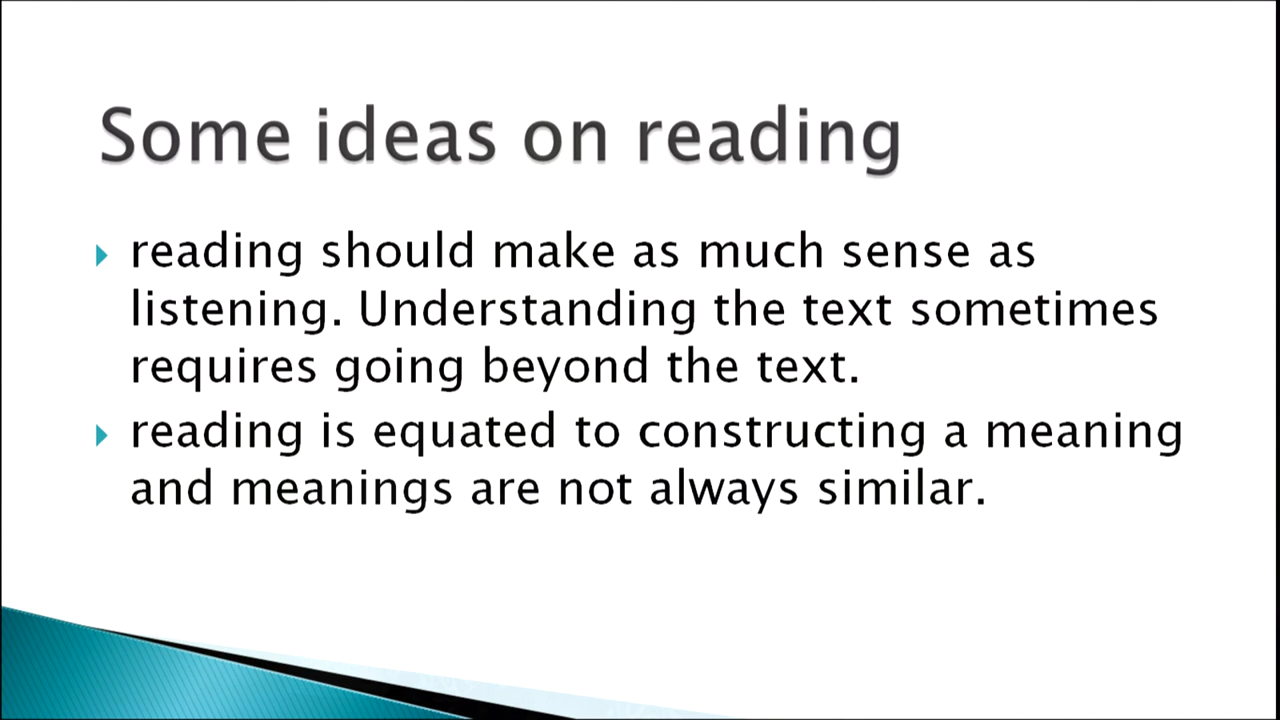 Some ideas on reading
reading should make as much sense as
listening. Understanding the text sometimes
requires going beyond the text.
reading is equated to constructing a meaning
and meanings are not always similar.